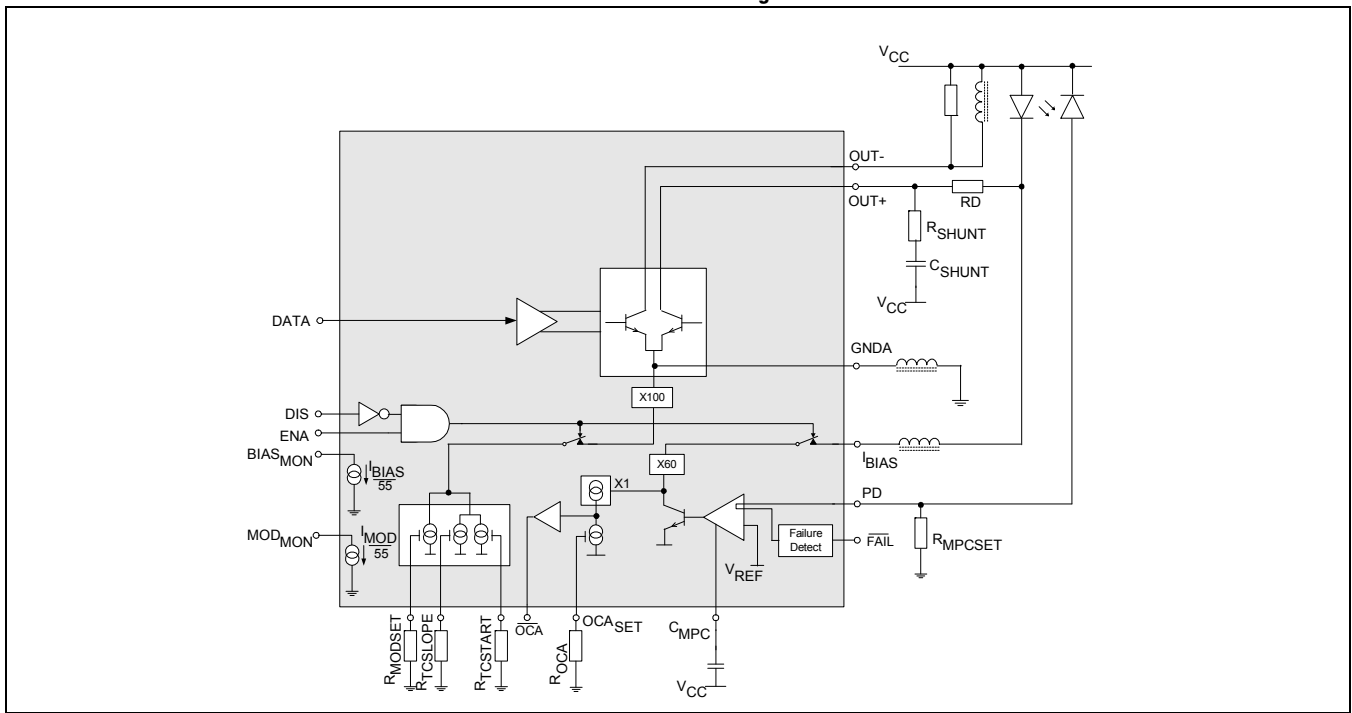 VCC
OUT-
OUT+
RD
RSHUNT
CSHUNT
VCC
DATA
GNDA
X100
DIS
ENA
IBIAS
BIASMON
IBIAS
55
X60
X1
PD
MODMON
IMOD
55
Failure
Detect
FAIL
RMPCSET
VREF
OCA
OCASET
CMPC
RMODSET
RTCSLOPE
RTCSTART
ROCA
VCC